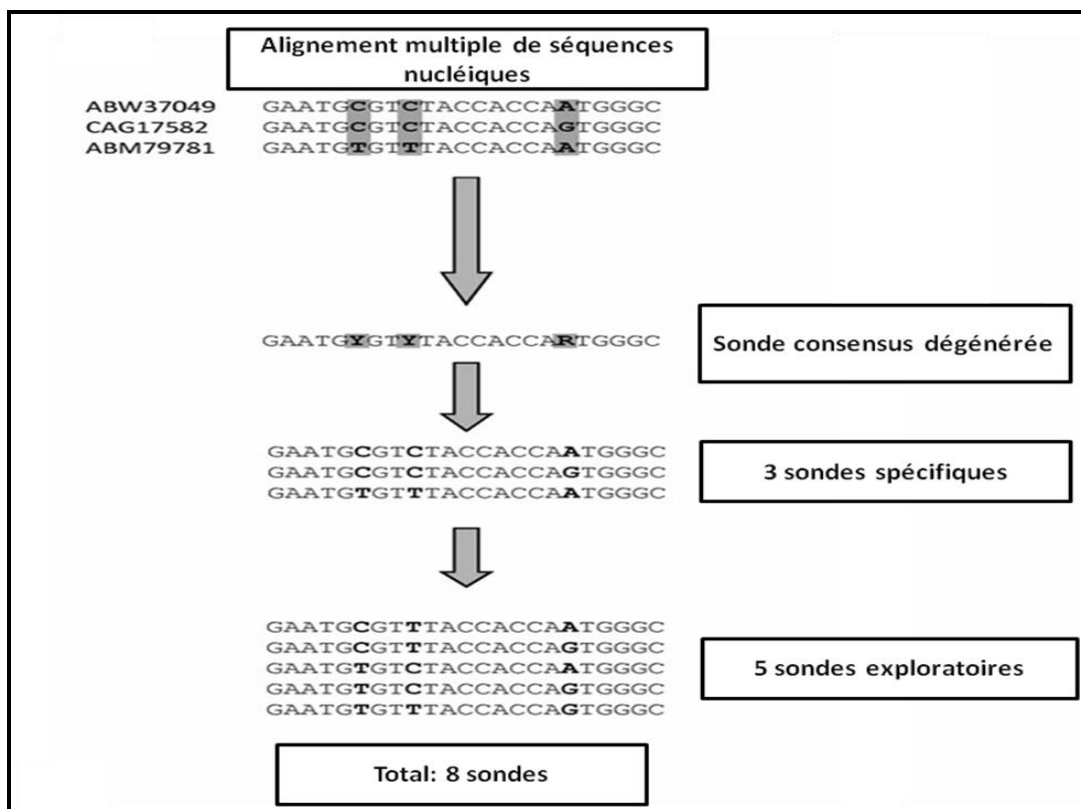 Alignement multiple de séquences
nucléiques
ABW37049 GAATGCGTCTACCACCAATGGGC
CAG17582 GAATGCGTCTACCACCAGTGGGC
ABM79781 GAATGTGTTTACCACCAATGGGC
GAATGYGTYTACCACCARTGGGC
Sonde consensus dégénérée
GAATGCGTCTACCACCAATGGGC
GAATGCGTCTACCACCAGTGGGC
GAATGTGTTTACCACCAATGGGC
3 sondes spécifiques
GAATGCGTTTACCACCAATGGGC
GAATGCGTTTACCACCAGTGGGC
GAATGTGTCTACCACCAATGGGC
GAATGTGTCTACCACCAGTGGGC
GAATGTGTTTACCACCAGTGGGC
5 sondes exploratoires
Total: 8 sondes